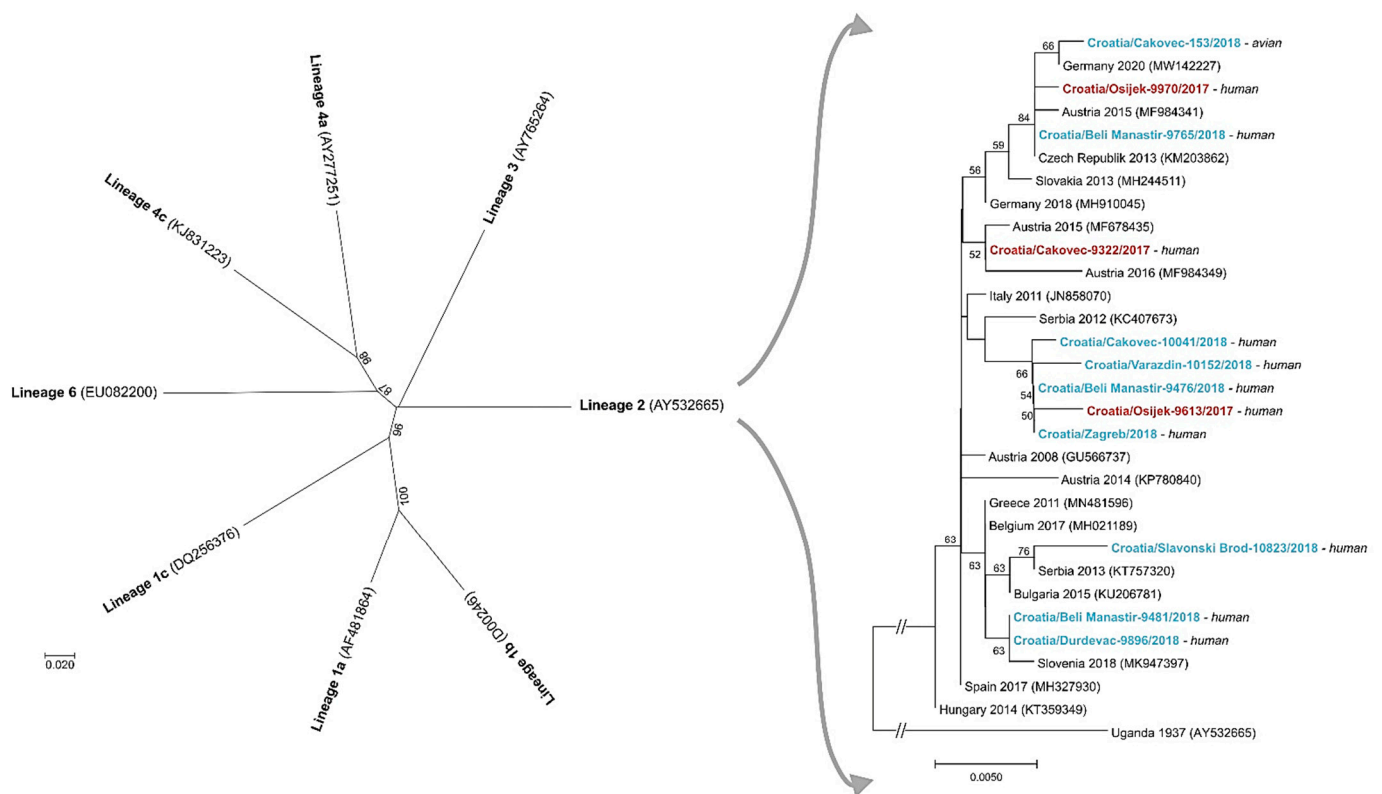 Lineage 4a (AY277251)
Lineage 3 (AY765264)
Lineage 4c (KJ831223)
Lineage 6 (EU082200)
Lineage 2 (AY532665)
Lineage 1c (DQ256376)
Lineage 1a (AF481864)
Lineage 1b (D00246)
98
87
96
100
0.020
66
Croatia/Cakovec-153/2018 - avian
Germany 2020 (MW142227)
Croatia/Osijek-9970/2017 - human
Austria 2015 (MF984341)
84
Croatia/Beli Manastir-9765/2018 - human
59
Czech Republik 2013 (KM203862)
56
Slovakia 2013 (MH244511)
Germany 2018 (MH910045)
Austria 2015 (MF678435)
Croatia/Cakovec-9322/2017 - human
52
Austria 2016 (MF984349)
Italy 2011 (JN858070)
Serbia 2012 (KC407673)
Croatia/Cakovec-10041/2018 - human
Croatia/Varazdin-10152/2018 - human
66
Croatia/Beli Manastir-9476/2018 - human
54
Croatia/Osijek-9613/2017 - human
50
Croatia/Zagreb/2018 - human
Austria 2008 (GU566737)
Austria 2014 (KP780840)
Greece 2011 (MN481596)
Belgium 2017 (MH021189)
63
76
Croatia/Slavonski Brod-10823/2018 - human
63
63
Serbia 2013 (KT757320)
Bulgaria 2015 (KU206781)
Croatia/Beli Manastir-9481/2018 - human
Croatia/Durdevac-9896/2018 - human
63
Slovenia 2018 (MK947397)
Spain 2017 (MH327930)
Hungary 2014 (KT359349)
Uganda 1937 (AY532665)
0.0050